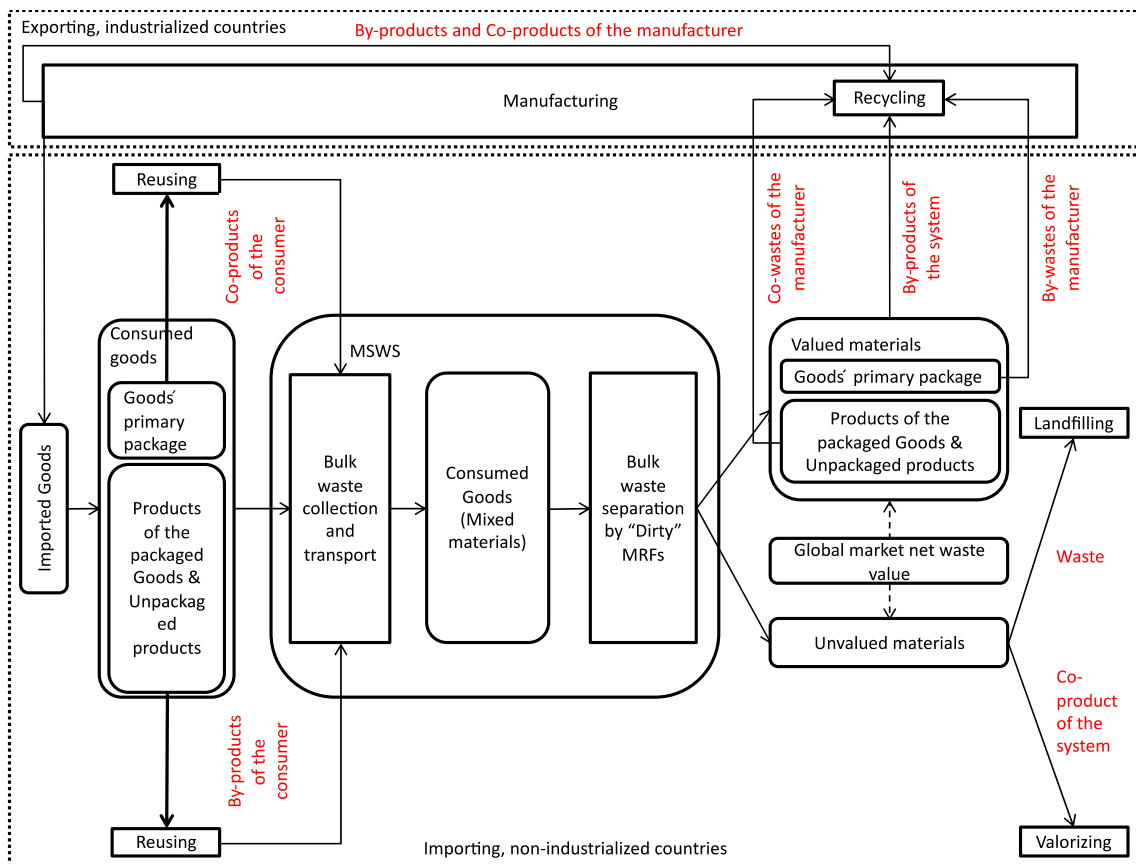 Exporting, industrialized countries
By-products and Co-products of the manufacturer
Manufacturing
Recycling
Reusing
Co-products
of the
consumer
Co-wastes of the
manufacturer
By-products of
the system
By-wastes of the
manufacturer
Consumed
goods
Goods´
primary
package
Products
of the
packaged
Goods &
Unpackag
ed
products
Imported Goods
MSWS
Bulk
waste
collection
and
transport
Consumed
Goods
(Mixed
materials)
Bulk
waste
separation
by “Dirty”
MRFs
Valued materials
Goods´ primary package
Products of the
packaged Goods &
Unpackaged products
Global market net waste
value
Unvalued materials
Landfilling
Waste
Co-
product
of the
system
Valorizing
By-products
of the
consumer
Reusing
Importing, non-industrialized countries